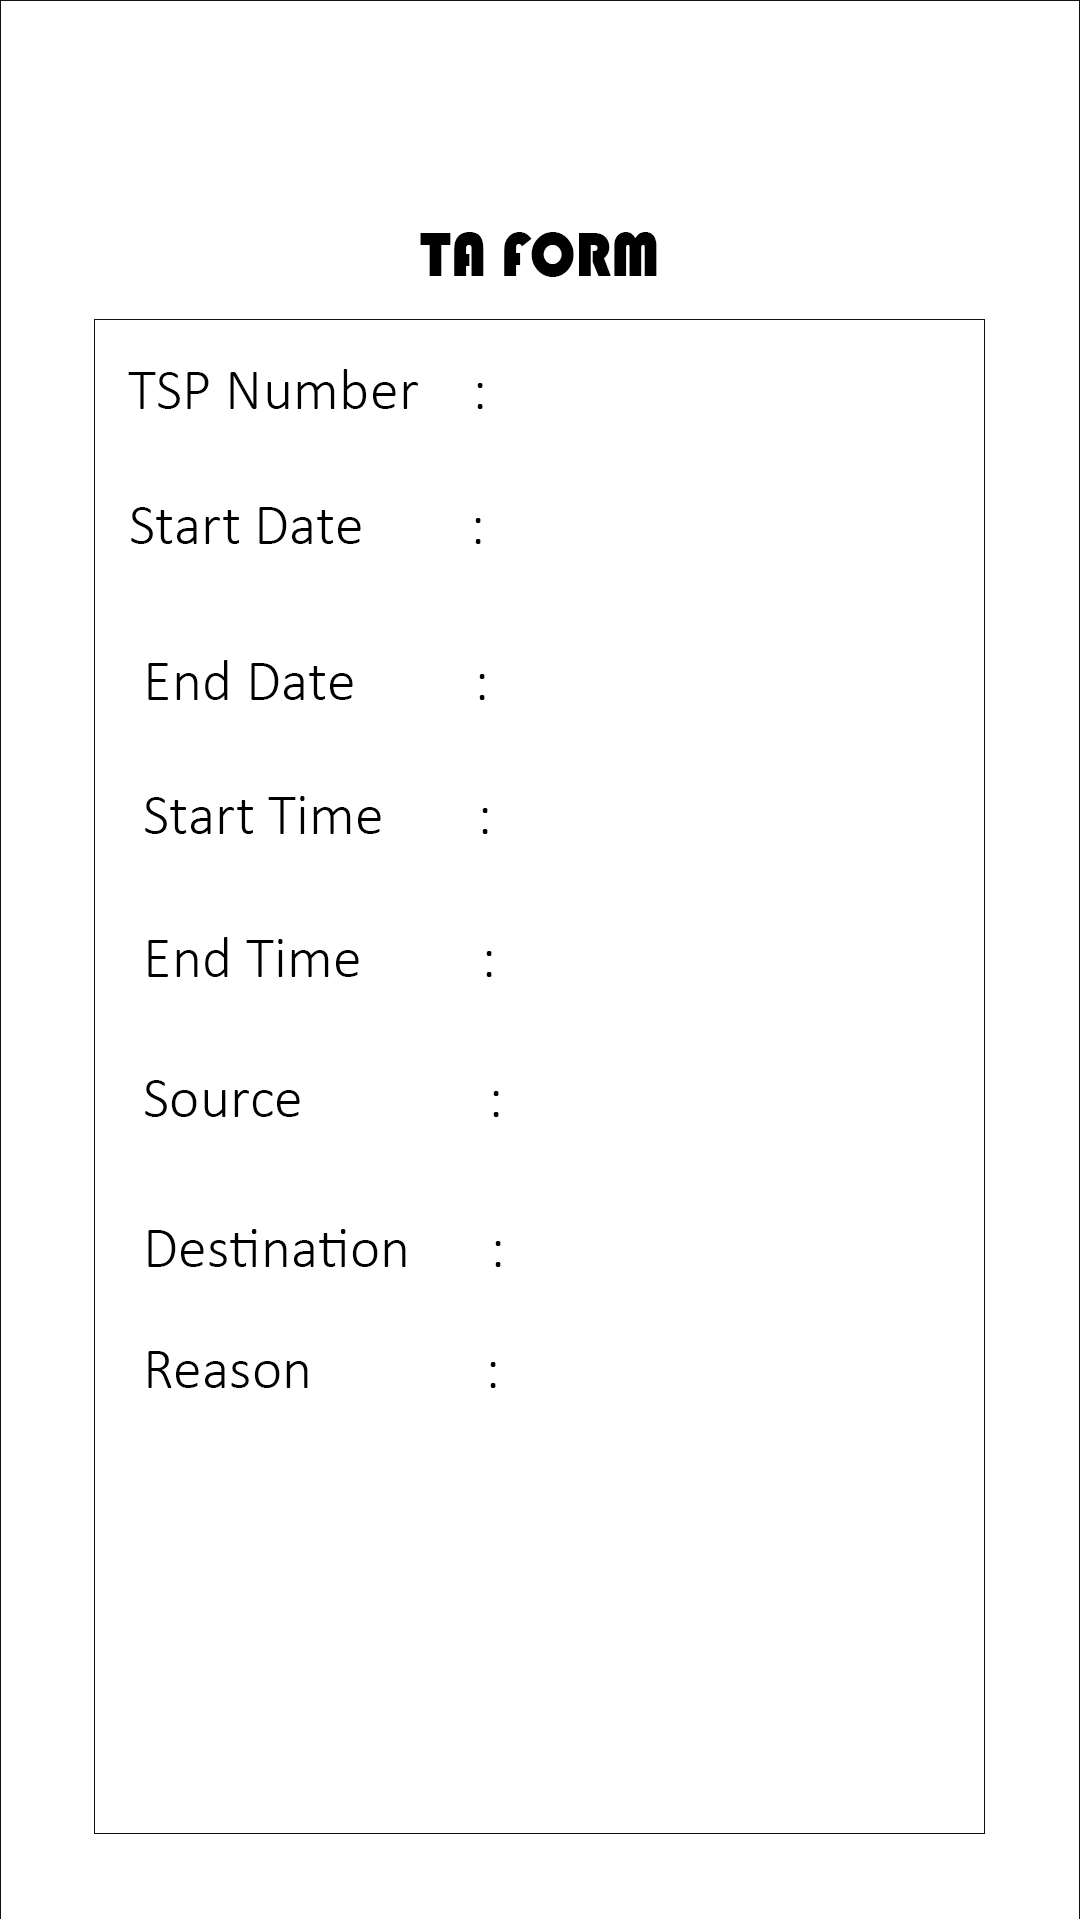 TA FORM
TSP Number :
Start Date :
End Date :
Start Time :
End Time :
Source :
Destination :
Reason :